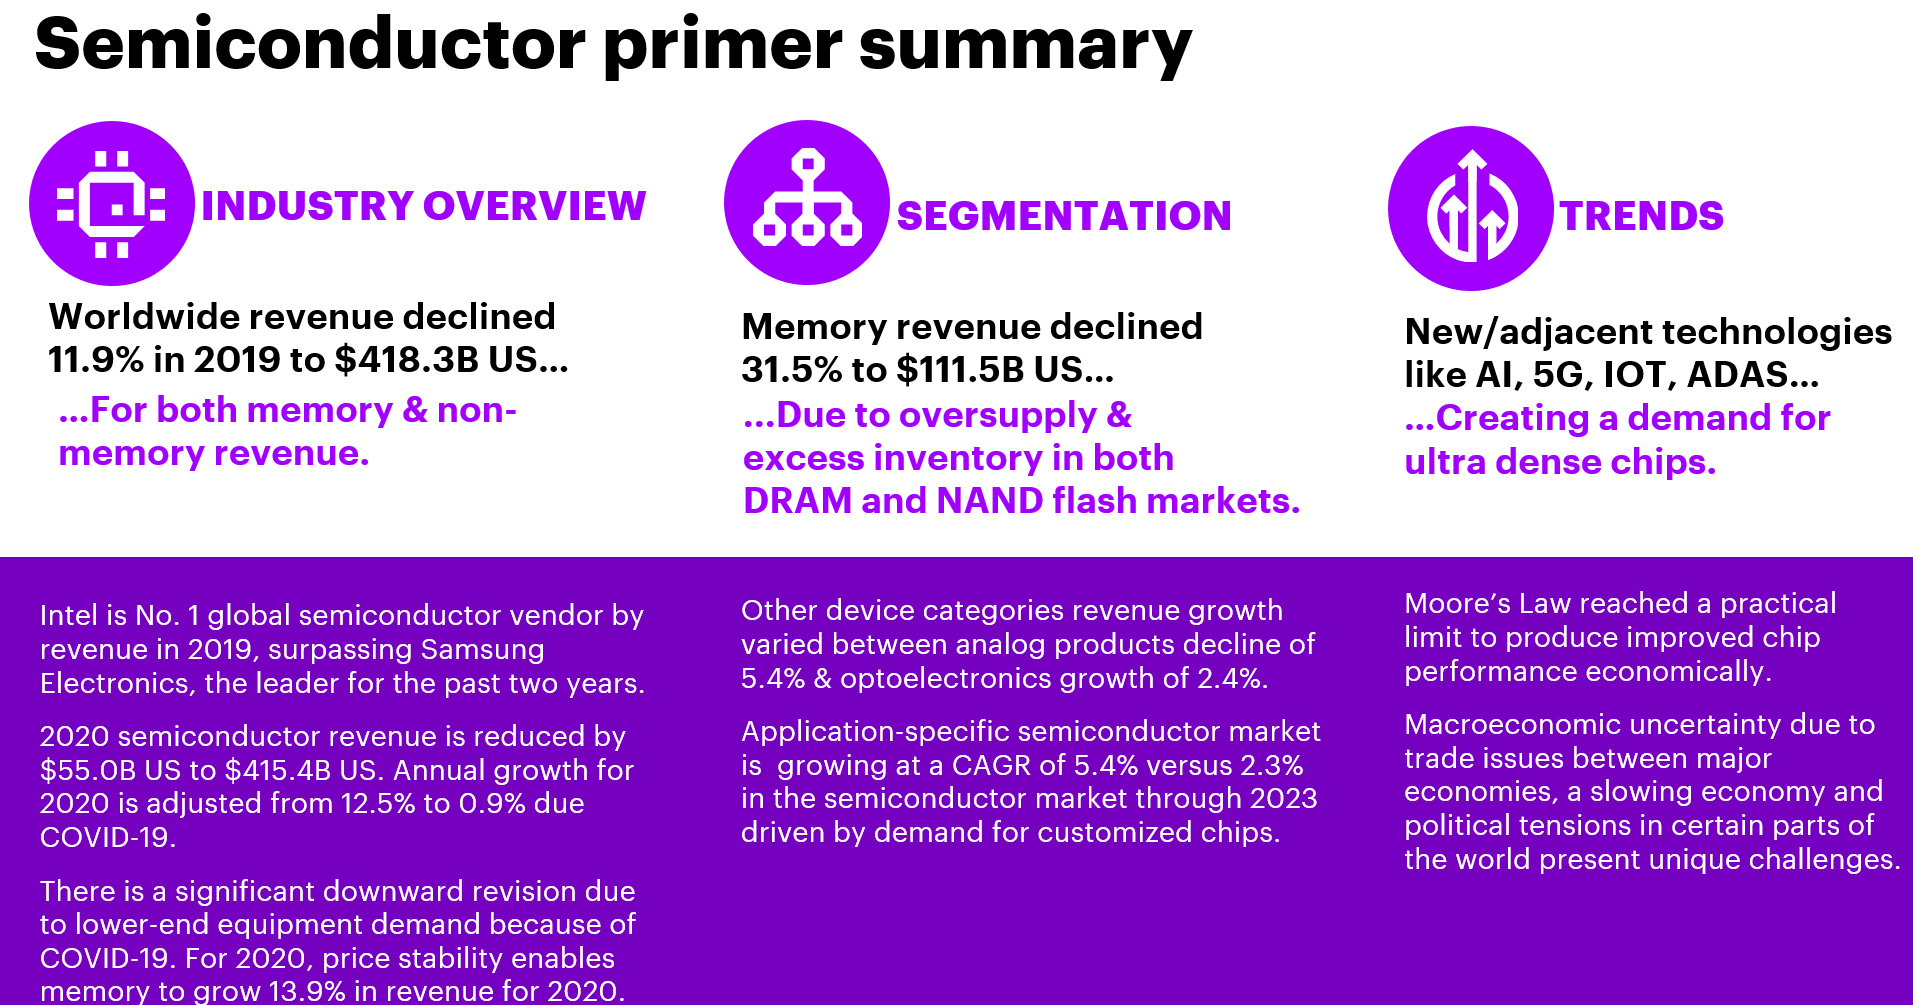 Semiconductor primer summary
INDUSTRY OVERVIEW
Worldwide revenue declined
11.9% in 2019 to $418.3B US...
...For both memory & non-
memory revenue.
Intel is No. 1 global semiconductor vendor by
revenue in 2019, surpassing Samsung
Electronics, the leader for the past two years.
2020 semiconductor revenue is reduced by
$55.0B US to $415.4B US. Annual growth for
2020 is adjusted from 12.5% to 0.9% due
COVID-19.
There is a significant downward revision due
to lower-end equipment demand because of
COVID-19. For 2020, price stability enables
memory to grow 13.9% in revenue for 2020.
SEGMENTATION
Memory revenue declined
31.5% to $111.5B US...
...Due to oversupply &
excess inventory in both
DRAM and NAND flash markets.
Other device categories revenue growth
varied between analog products decline of
5.4% & optoelectronics growth of 2.4%.
Application-specific semiconductor market
is  growing at a CAGR of 5.4% versus 2.3%
in the semiconductor market through 2023
driven by demand for customized chips.
TRENDS
New/adjacent technologies
like AI, 5G, IOT, ADAS...
...Creating a demand for
ultra dense chips.
Moore's Law reached a practical
limit to produce improved chip
performance economically.
Macroeconomic uncertainty due to
trade issues between major
economies, a slowing economy and
political tensions in certain parts of
the world present unique challenges.